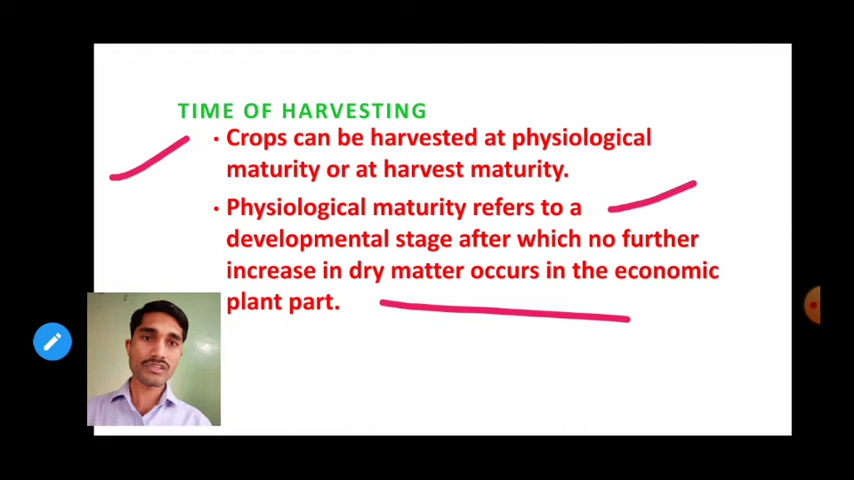 TIME OF HARVESTING
• Crops can be harvested at physiological
maturity or at harvest maturity.
• Physiological maturity refers to a
developmental stage after which no further
increase in dry matter occurs in the economic
plant part.